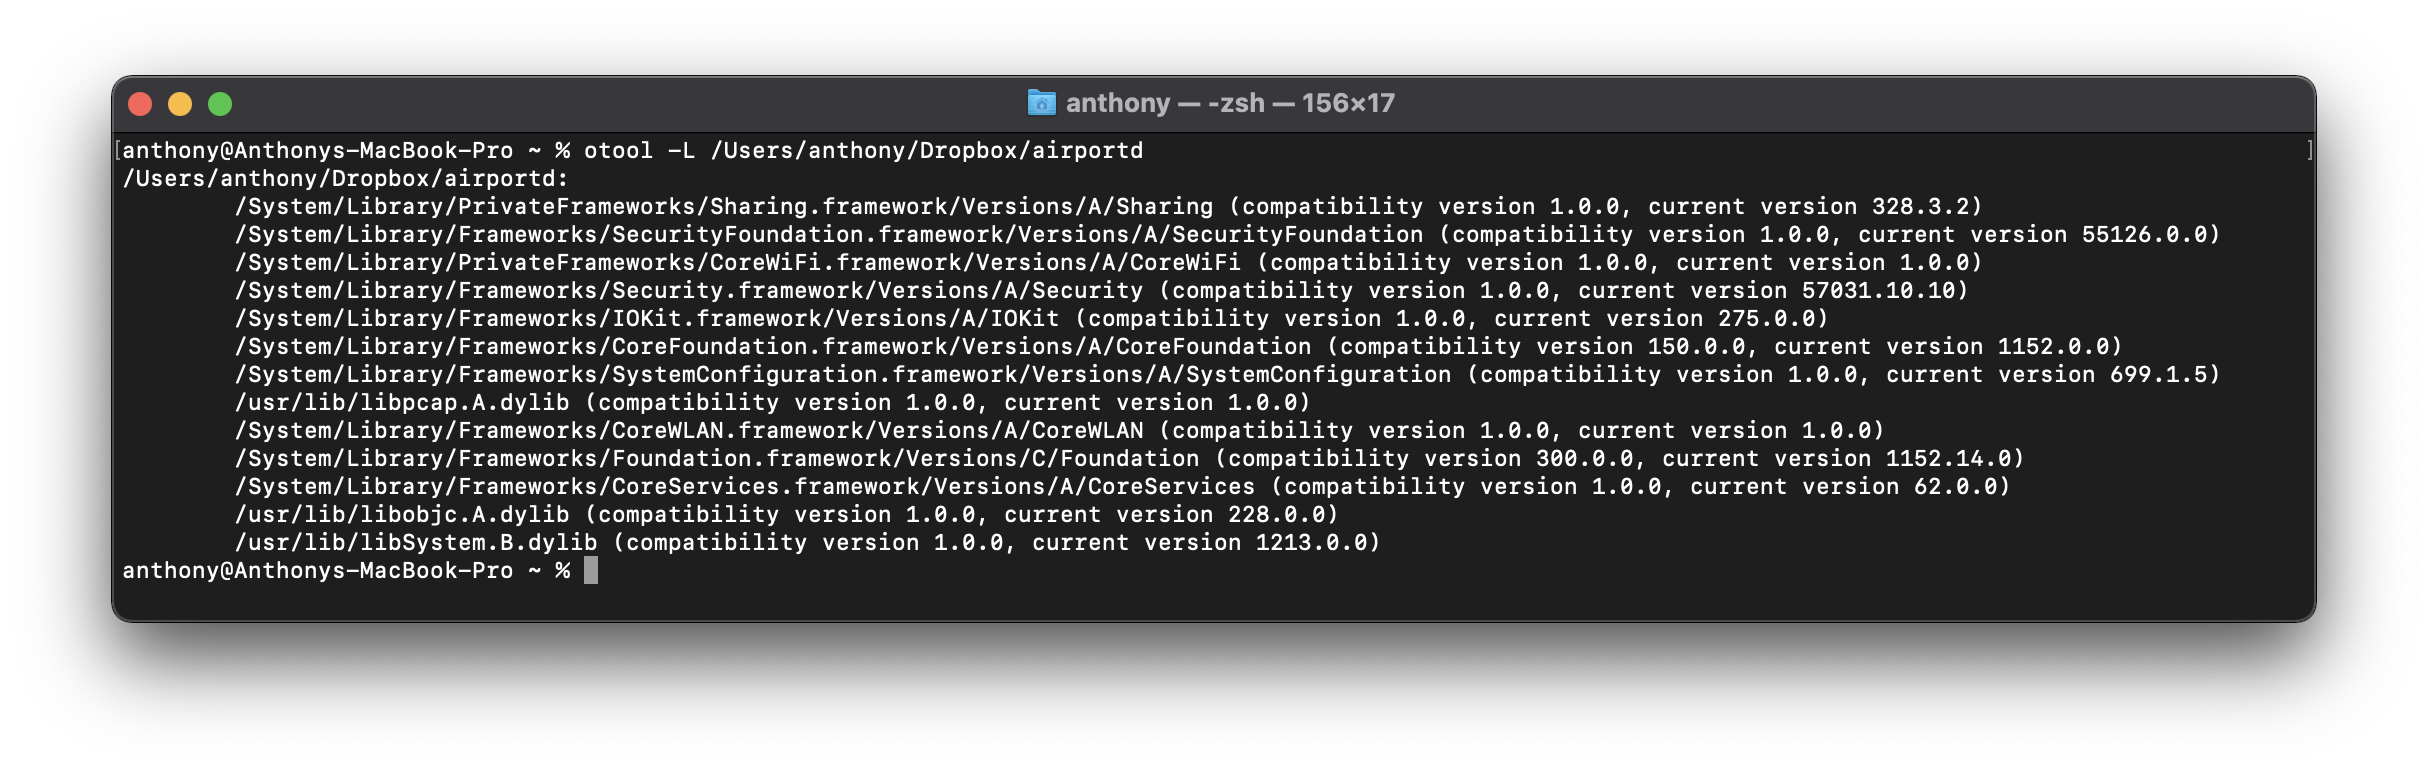 anthony — -zsh — 156×17
[anthony@Anthonys-MacBook-Pro ~ % otool -L /Users/anthony/Dropbox/airportd ]
/Users/anthony/Dropbox/airportd:
/System/Library/PrivateFrameworks/Sharing.framework/Versions/A/Sharing (compatibility version 1.0.0, current version 328.3.2)
/System/Library/Frameworks/SecurityFoundation.framework/Versions/A/SecurityFoundation (compatibility version 1.0.0, current version 55126.0.0)
/System/Library/PrivateFrameworks/CoreWiFi.framework/Versions/A/CoreWiFi (compatibility version 1.0.0, current version 1.0.0)
/System/Library/Frameworks/Security.framework/Versions/A/Security (compatibility version 1.0.0, current version 57031.10.10)
/System/Library/Frameworks/IOKit.framework/Versions/A/IOKit (compatibility version 1.0.0, current version 275.0.0)
/System/Library/Frameworks/CoreFoundation.framework/Versions/A/CoreFoundation (compatibility version 150.0.0, current version 1152.0.0)
/System/Library/Frameworks/SystemConfiguration.framework/Versions/A/SystemConfiguration (compatibility version 1.0.0, current version 699.1.5)
/usr/lib/libpcap.A.dylib (compatibility version 1.0.0, current version 1.0.0)
/System/Library/Frameworks/CoreWLAN.framework/Versions/A/CoreWLAN (compatibility version 1.0.0, current version 1.0.0)
/System/Library/Frameworks/Foundation.framework/Versions/C/Foundation (compatibility version 300.0.0, current version 1152.14.0)
/System/Library/Frameworks/CoreServices.framework/Versions/A/CoreServices (compatibility version 1.0.0, current version 62.0.0)
/usr/lib/libobjc.A.dylib (compatibility version 1.0.0, current version 228.0.0)
/usr/lib/libSystem.B.dylib (compatibility version 1.0.0, current version 1213.0.0)
anthony@Anthonys-MacBook-Pro ~ %